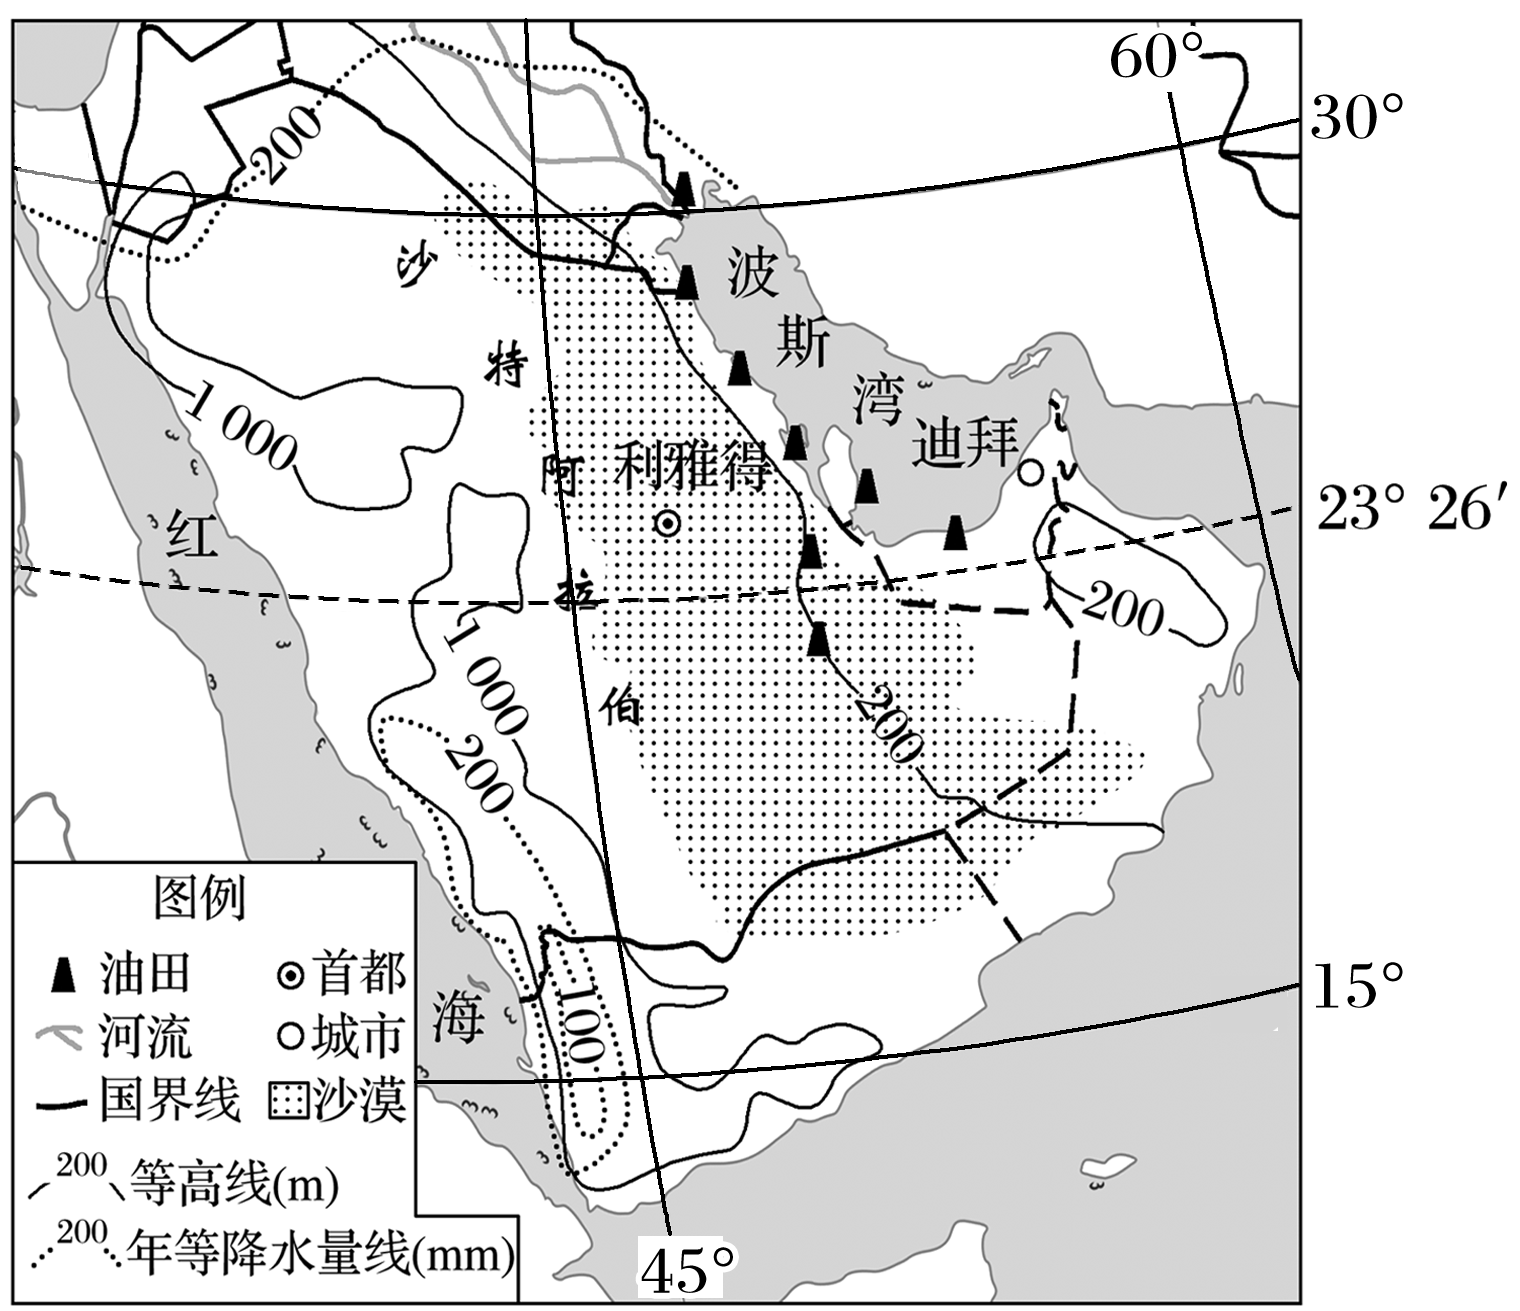 60°
30°
200
沙
波
斯
湾
特
迪拜
1 000
阿
利雅得
23° 26′
红
拉
200
1 000
伯
200
200
图例
油田
首都
15°
100
海
河流
城市
国界线
沙漠
200
等高线(m)
200
年等降水量线(mm)
45°